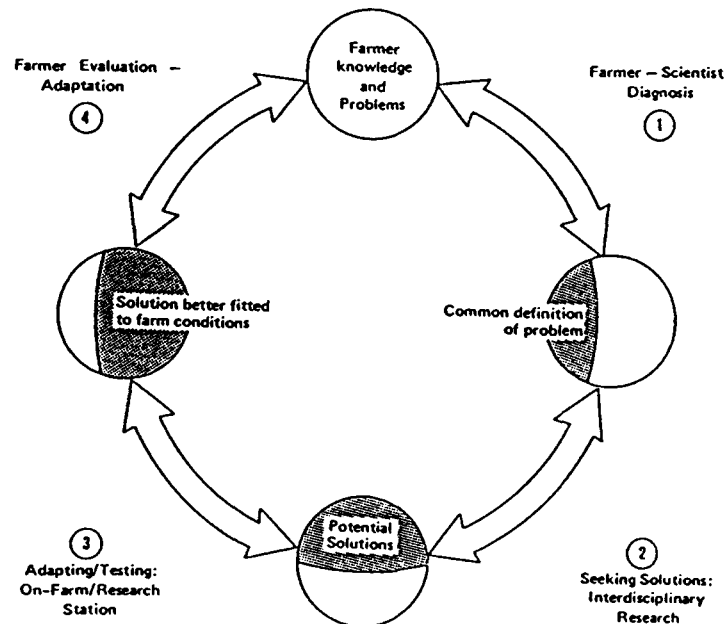 Farmer
knowledge
and
Problems
Farmer – Scientist
Diagnosis
1
Common definition
of problem
2
Seeking Solutions:
Interdisciplinary
Research
Potential
Solutions
3
Adapting/Testing:
On-Farm/Research
Station
Solution better fitted
to farm conditions
Farmer Evaluation –
Adaptation
4